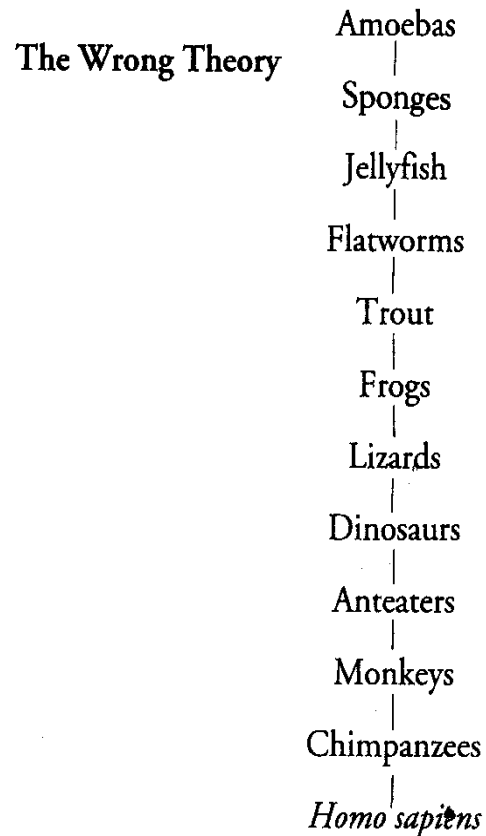 The Wrong Theory
Amoebas
Sponges
Jellyfish
Flatworms
Trout
Frogs
Lizards
Dinosaurs
Anteaters
Monkeys
Chimpanzees
Homo sapiens